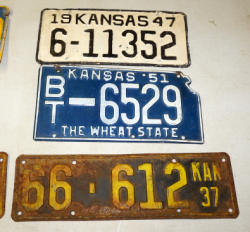 19 KANSAS 47
6-11352
KANSAS '51
BT-6529
THE WHEAT STATE
66-612 KAN 37